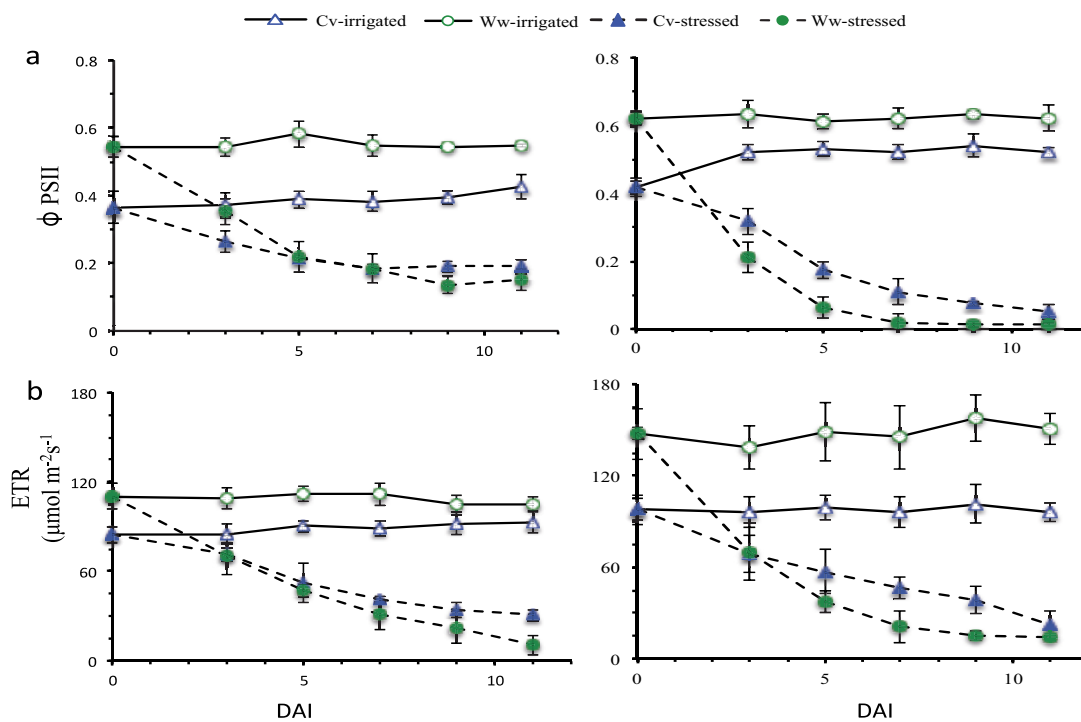 Cv-irrigated Ww-irrigated Cv-stressed Ww-stressed
a
0.8
0.6
0.4
0.2
0
ϕ PSII
0 5 10
0.8
0.6
0.4
0.2
0
0 5 10
b
180
120
60
0
ETR
(μmol m⁻²s⁻¹
0 5 10
DAI
180
120
60
0
0 5 10
DAI